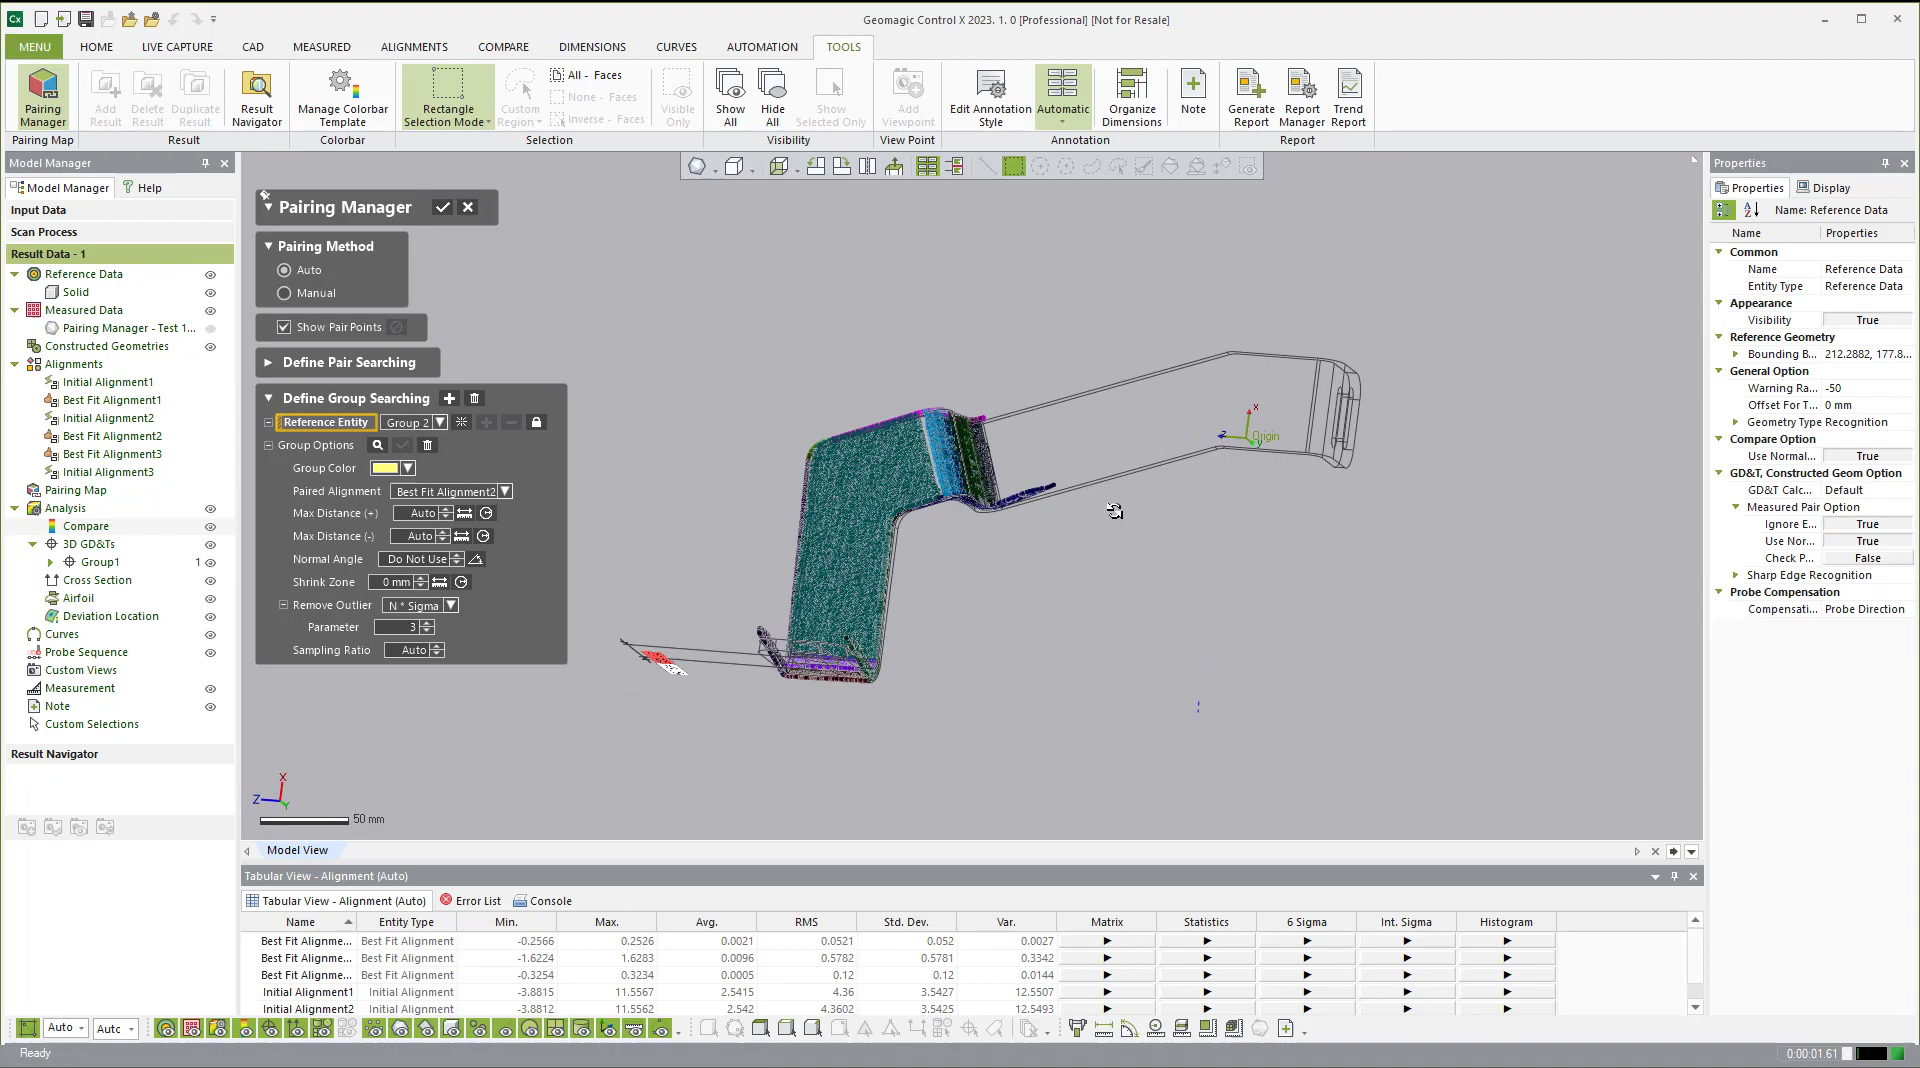 Cx
Geomagic Control X 2023. 1. 0 [Professional] [Not for Resale]
MENU HOME LIVE CAPTURE CAD MEASURED ALIGNMENTS COMPARE DIMENSIONS CURVES AUTOMATION TOOLS
Pairing Manager
Add Result
Delete Result
Duplicate Result
Result Navigator
Manage Colorbar Template
Rectangle Selection Mode
Custom Region
All - Faces
None - Faces
Inverse - Faces
Visible Only
Show All
Hide All
Show Selected Only
Add Viewpoint
Edit Annotation Style
Automatic
Organize Dimensions
Note
Generate Report
Report Manager
Trend Report
Pairing Map Result Colorbar Selection Visibility View Point Annotation Report
Model Manager
Model Manager Help
Input Data
Scan Process
Result Data - 1
Reference Data
Solid
Measured Data
Pairing Manager - Test 1...
Constructed Geometries
Alignments
Initial Alignment1
Best Fit Alignment1
Initial Alignment2
Best Fit Alignment2
Best Fit Alignment3
Initial Alignment3
Pairing Map
Analysis
Compare
3D GD&Ts
Group1 1
Cross Section
Airfoil
Deviation Location
Curves
Probe Sequence
Custom Views
Measurement
Note
Custom Selections
Result Navigator
Pairing Manager
Pairing Method
Auto
Manual
Show Pair Points
Define Pair Searching
Define Group Searching
Reference Entity Group 2
Group Options
Group Color
Paired Alignment Best Fit Alignment2
Max Distance (+) Auto
Max Distance (-) Auto
Normal Angle Do Not Use
Shrink Zone 0 mm
Remove Outlier N * Sigma
Parameter 3
Sampling Ratio Auto
X
Z
Origin
X
Z
Y
50 mm
Properties
Properties Display
A
Z
Name: Reference Data
Name Properties
Common
Name Reference Data
Entity Type Reference Data
Appearance
Visibility True
Reference Geometry
Bounding B... 212.2882, 177.8...
General Option
Warning Ra... -50
Offset For T... 0 mm
Geometry Type Recognition
Compare Option
Use Normal... True
GD&T, Constructed Geom Option
GD&T Calc... Default
Measured Pair Option
Ignore E... True
Use Nor... True
Check P... False
Sharp Edge Recognition
Probe Compensation
Compensati... Probe Direction
Model View
Tabular View - Alignment (Auto)
Tabular View - Alignment (Auto) Error List Console
Name Entity Type Min. Max. Avg. RMS Std. Dev. Var. Matrix Statistics 6 Sigma Int. Sigma Histogram
Best Fit Alignme... Best Fit Alignment -0.2566 0.2526 0.0021 0.0521 0.052 0.0027
Best Fit Alignme... Best Fit Alignment -1.6224 1.6283 0.0096 0.5782 0.5781 0.3342
Best Fit Alignme... Best Fit Alignment -0.3254 0.3234 0.0005 0.12 0.12 0.0144
Initial Alignment1 Initial Alignment -3.8815 11.5567 2.5415 4.36 3.5427 12.5507
Initial Alignment2 Initial Alignment -3.8812 11.5562 2.542 4.3602 3.5429 12.5493
Auto Autc
Ready
0:00:01.61